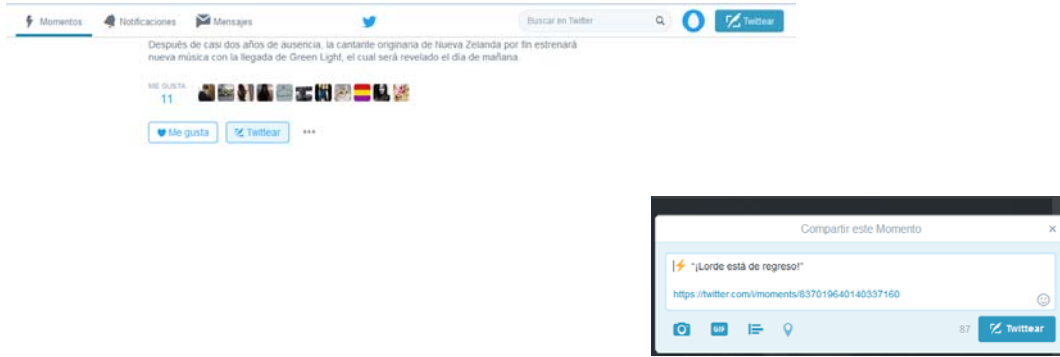 Momentos Notificaciones Mensajes Buscar en Twitter Twittear
Después de casi dos años de ausencia, la cantante originaria de Nueva Zelanda por fin estrenará
nueva música con la llegada de Green Light, el cual será revelado el día de mañana.
ME GUSTA
11
Me gusta Twittear
Compartir este Momento
⚡ "¡Lorde está de regreso!"
https://twitter.com/i/moments/837019640140337160
GIF 87 Twittear